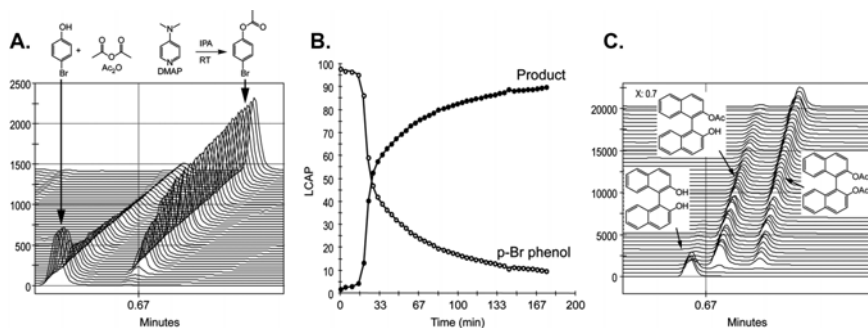 A.
OH
Br
+
O O
O
Ac₂O
N
N
DMAP
IPA
RT
O
O
Br
2500
2000
1500
1000
500
0
0.67
Minutes
B.
LCAP
100
90
80
70
60
50
40
30
20
10
0
Product
p-Br phenol
0 33 67 100 133 167 200
Time (min)
C.
X: 0.7
OAc
OH
OH
OH
OAc
OAc
20000
15000
10000
5000
0
0.67
Minutes